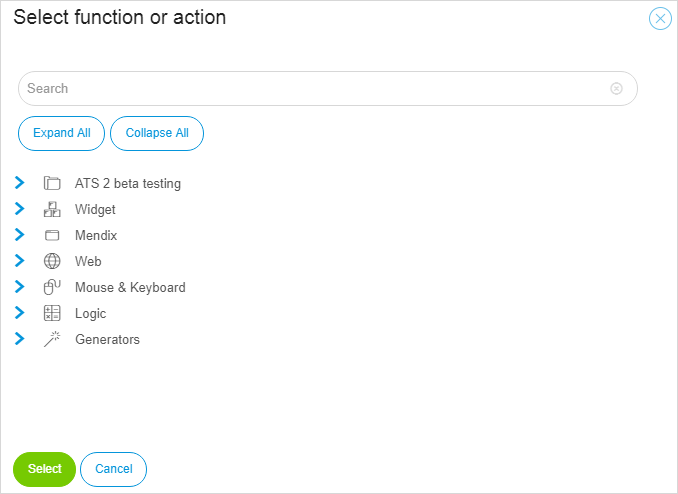 Select function or action
Search
Expand All Collapse All
ATS 2 beta testing
Widget
Mendix
Web
Mouse & Keyboard
Logic
Generators
Select Cancel